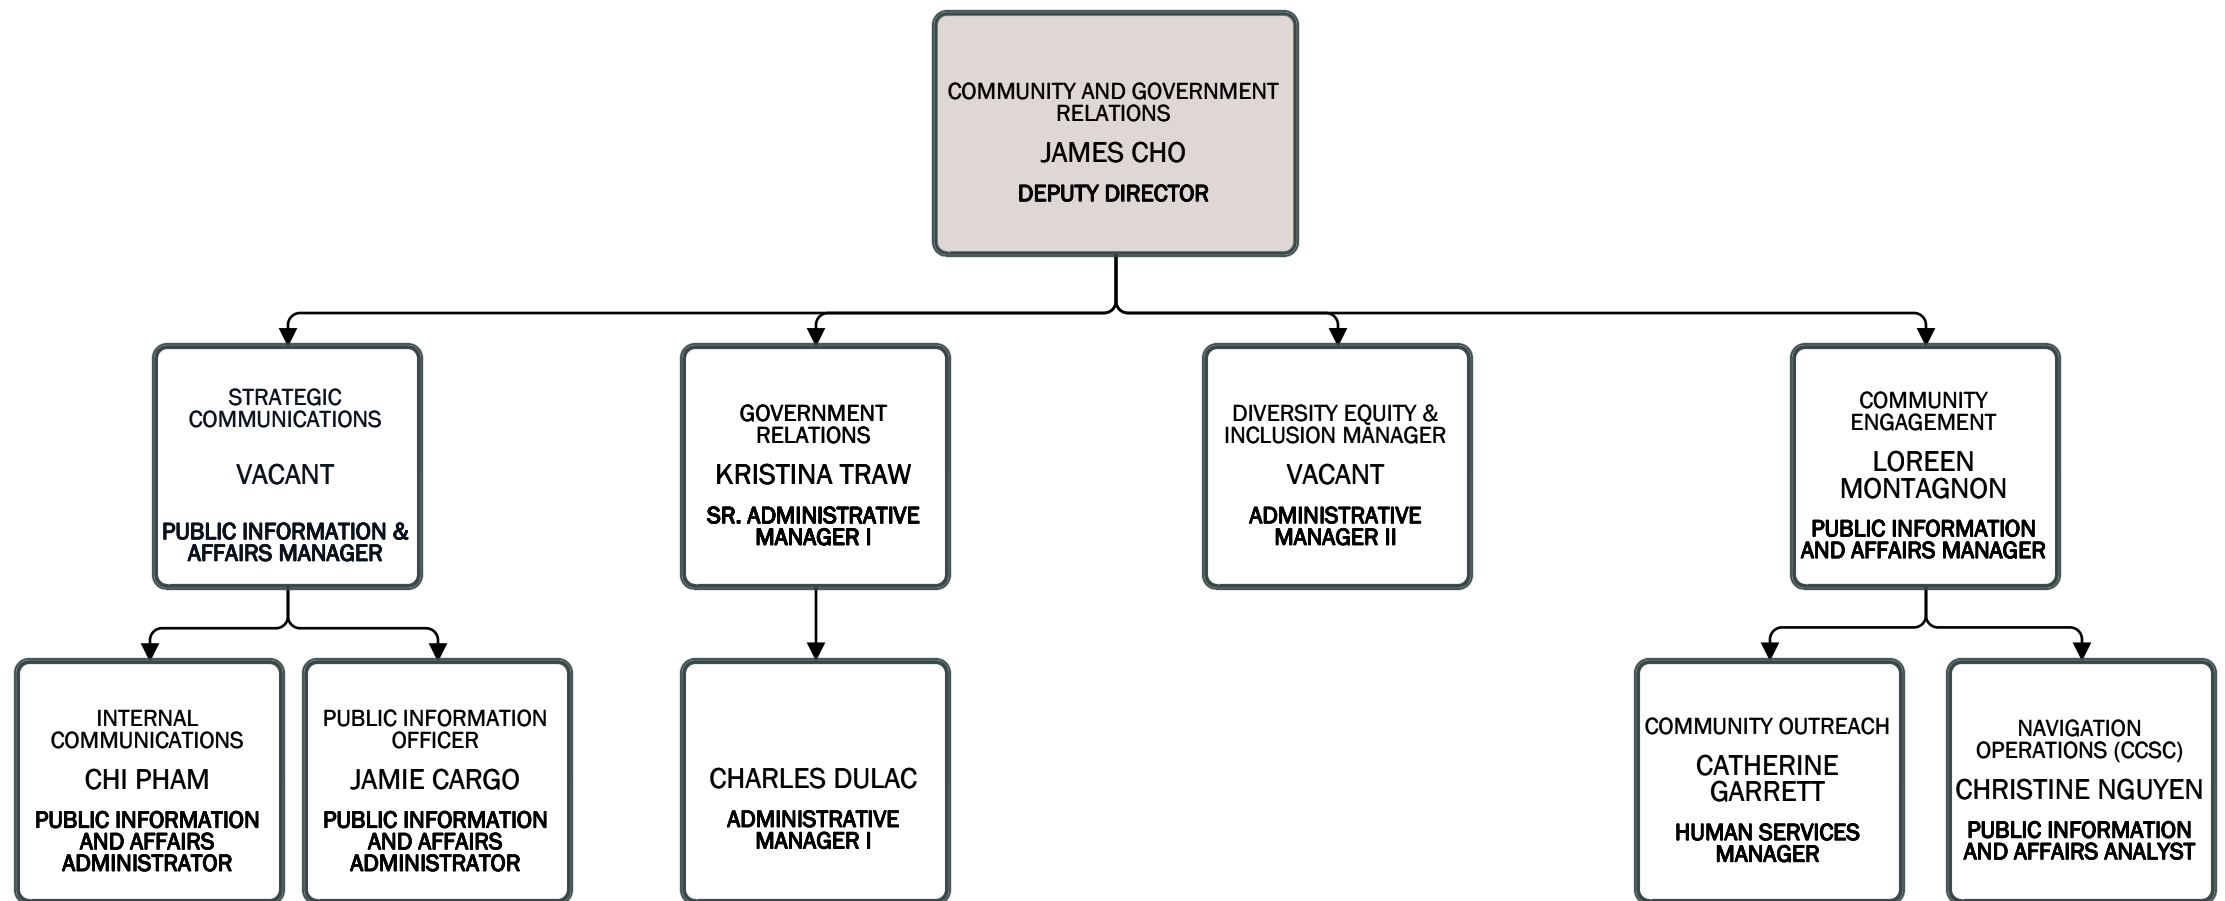 COMMUNITY AND GOVERNMENT
RELATIONS
JAMES CHO
DEPUTY DIRECTOR
STRATEGIC
COMMUNICATIONS
VACANT
PUBLIC INFORMATION &
AFFAIRS MANAGER
GOVERNMENT
RELATIONS
KRISTINA TRAW
SR. ADMINISTRATIVE
MANAGER I
DIVERSITY EQUITY &
INCLUSION MANAGER
VACANT
ADMINISTRATIVE
MANAGER II
COMMUNITY
ENGAGEMENT
LOREEN
MONTAGNON
PUBLIC INFORMATION
AND AFFAIRS MANAGER
INTERNAL
COMMUNICATIONS
CHI PHAM
PUBLIC INFORMATION
AND AFFAIRS
ADMINISTRATOR
PUBLIC INFORMATION
OFFICER
JAMIE CARGO
PUBLIC INFORMATION
AND AFFAIRS
ADMINISTRATOR
CHARLES DULAC
ADMINISTRATIVE
MANAGER I
COMMUNITY OUTREACH
CATHERINE
GARRETT
HUMAN SERVICES
MANAGER
NAVIGATION
OPERATIONS (CCSC)
CHRISTINE NGUYEN
PUBLIC INFORMATION
AND AFFAIRS ANALYST